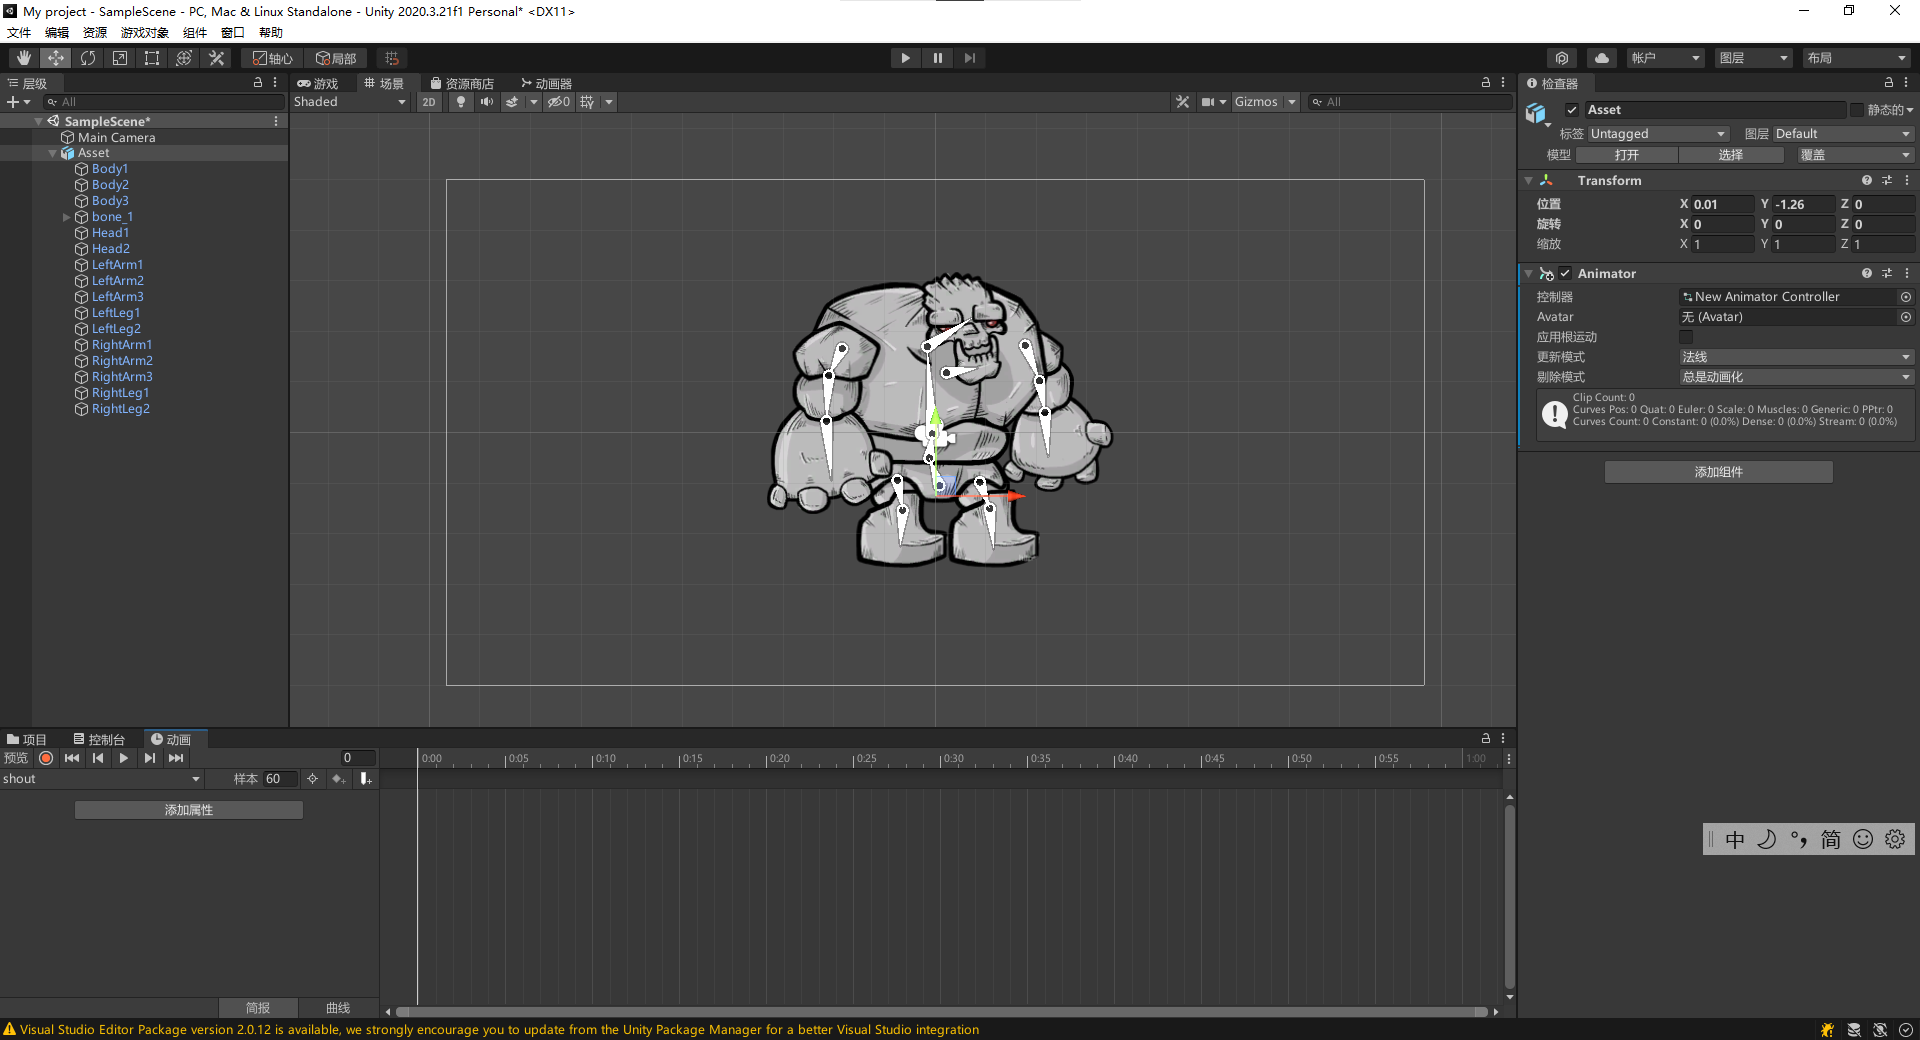 My project - SampleScene - PC, Mac & Linux Standalone - Unity 2020.3.21f1 Personal* <DX11>
文件 编辑 资源 游戏对象 组件 窗口 帮助
轴心 局部 帐户 图层 布局
层级 游戏 场景 资源商店 动画器 检查器
All Shaded 2D 0 Gizmos All
SampleScene*
Main Camera
Asset
Body1
Body2
Body3
bone_1
Head1
Head2
LeftArm1
LeftArm2
LeftArm3
LeftLeg1
LeftLeg2
RightArm1
RightArm2
RightArm3
RightLeg1
RightLeg2
Asset 静态的
标签 Untagged 图层 Default
模型 打开 选择 覆盖
Transform
位置 X 0.01 Y -1.26 Z 0
旋转 X 0 Y 0 Z 0
缩放 X 1 Y 1 Z 1
Animator
控制器 New Animator Controller
Avatar 无 (Avatar)
应用根运动
更新模式 法线
剔除模式 总是动画化
Clip Count: 0
Curves Pos: 0 Quat: 0 Euler: 0 Scale: 0 Muscles: 0 Generic: 0 PPtr: 0
Curves Count: 0 Constant: 0 (0.0%) Dense: 0 (0.0%) Stream: 0 (0.0%)
添加组件
项目 控制台 动画
预览 0 0:00 0:05 0:10 0:15 0:20 0:25 0:30 0:35 0:40 0:45 0:50 0:55 1:00
shout 样本 60
添加属性
中 简
简报 曲线
Visual Studio Editor Package version 2.0.12 is available, we strongly encourage you to update from the Unity Package Manager for a better Visual Studio integration